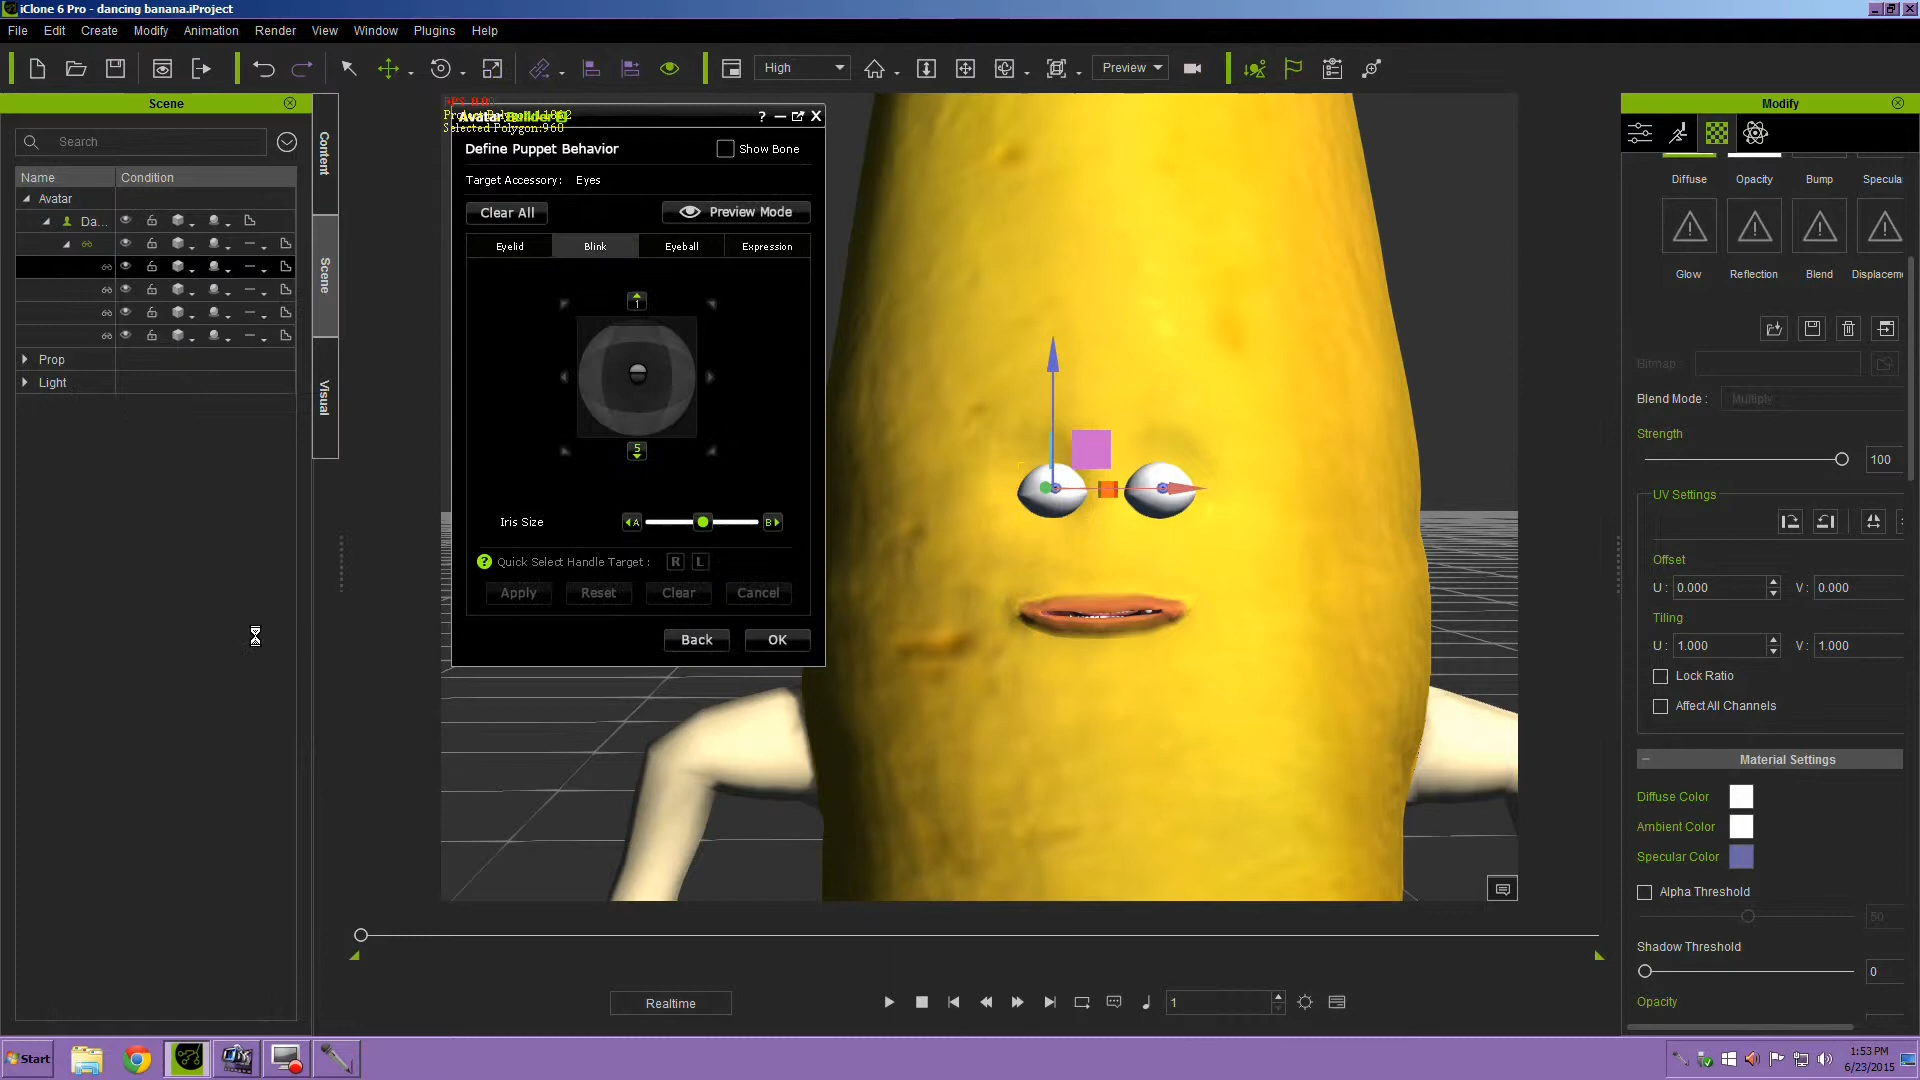 iClone 6 Pro - dancing banana.iProject
File Edit Create Modify Animation Render View Window Plugins Help
High
Preview
Scene
Search
Name Condition
Avatar
Da...
Prop
Light
Content
Scene
Visual
Selected Polygon:960
Avatar Builder
Define Puppet Behavior
Show Bone
Target Accessory: Eyes
Clear All
Preview Mode
Eyelid Blink Eyeball Expression
1
5
Iris Size
A
B
Quick Select Handle Target :
R L
Apply Reset Clear Cancel
Back OK
Realtime
1
Modify
Diffuse Opacity Bump Specula
Glow Reflection Blend Displacem
Bitmap :
Blend Mode : Multiply
Strength
100
UV Settings
Offset
U : 0.000 V : 0.000
Tiling
U : 1.000 V : 1.000
Lock Ratio
Affect All Channels
Material Settings
Diffuse Color
Ambient Color
Specular Color
Alpha Threshold
50
Shadow Threshold
0
Opacity
Start
1:53 PM
6/23/2015